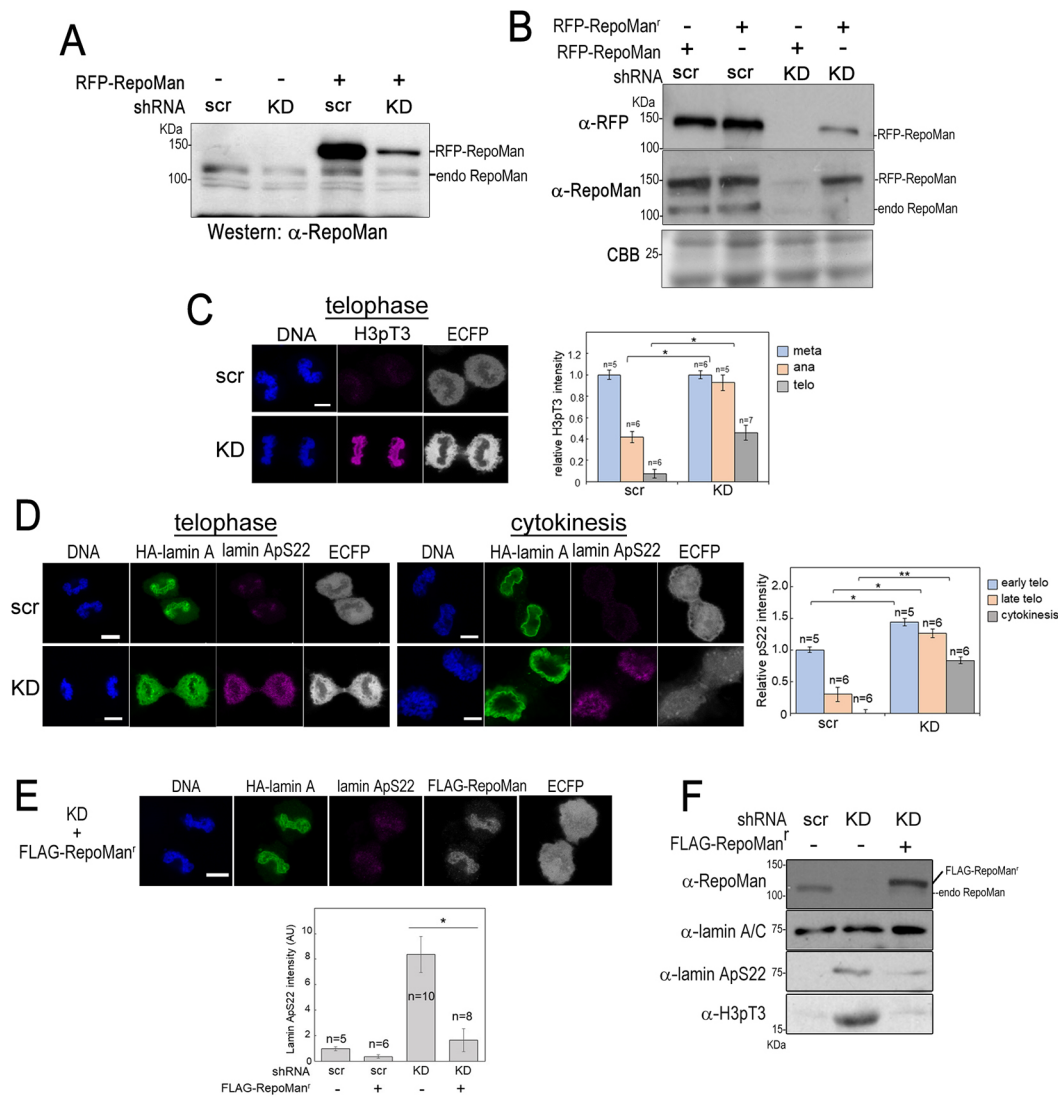 A
RFP-RepoMan - - + +
shRNA scr KD scr KD
KDa
150
100
RFP-RepoMan
endo RepoMan
Western: α-RepoMan
B
RFP-RepoManʳ - + - +
RFP-RepoMan + - + -
shRNA scr scr KD KD
KDa
α-RFP
150
100
RFP-RepoMan
α-RepoMan
150
100
RFP-RepoMan
endo RepoMan
CBB
25
C
telophase
DNA H3pT3 ECFP
scr
KD
relative H3pT3 intensity
1.2
1.0
0.8
0.6
0.4
0.2
0
n=5
n=6
n=6
n=6
n=5
n=7
*
*
scr KD
meta
ana
telo
D
telophase
DNA HA-lamin A lamin ApS22 ECFP
scr
KD
cytokinesis
DNA HA-lamin A lamin ApS22 ECFP
Relative pS22 intensity
2.0
1.5
1.0
0.5
0
n=5
n=6
n=6
n=5
n=6
n=6
*
*
**
scr KD
early telo
late telo
cytokinesis
E
KD
+
FLAG-RepoManʳ
DNA HA-lamin A lamin ApS22 FLAG-RepoMan ECFP
Lamin ApS22 intensity (AU)
10
8
6
4
2
0
n=5
n=6
n=10
n=8
*
shRNA scr scr KD KD
FLAG-RepoManʳ - + - +
F
shRNA scr KD KD
FLAG-RepoManʳ - - +
α-RepoMan
150
100
FLAG-RepoManʳ
endo RepoMan
α-lamin A/C
75
α-lamin ApS22
75
α-H3pT3
15
KDa